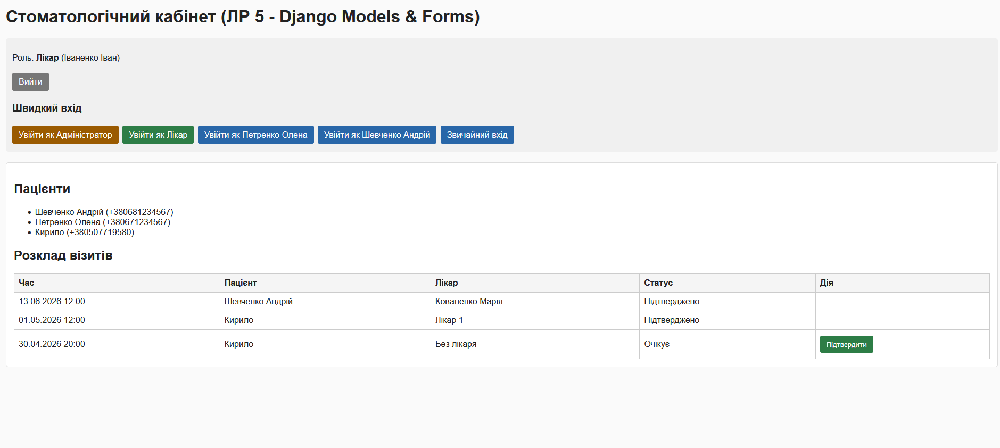 Стоматологічний кабінет (ЛР 5 - Django Models & Forms)
Роль: Лікар (Іваненко Іван)
Вийти
Швидкий вхід
Увійти як Адміністратор Увійти як Лікар Увійти як Петренко Олена Увійти як Шевченко Андрій Звичайний вхід
Пацієнти
• Шевченко Андрій (+380681234567)
• Петренко Олена (+380671234567)
• Кирило (+380507719580)
Розклад візитів
Час Пацієнт Лікар Статус Дія
13.06.2026 12:00 Шевченко Андрій Коваленко Марія Підтверджено
01.05.2026 12:00 Кирило Лікар 1 Підтверджено
30.04.2026 20:00 Кирило Без лікаря Очікує Підтвердити